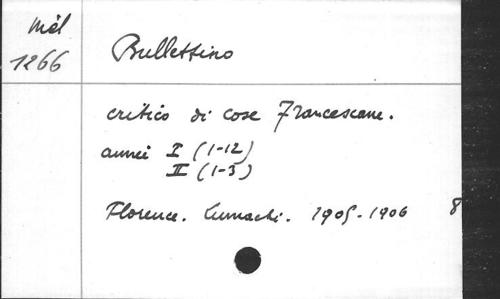 Mél
1266
Bullettino
critico di cose Francescane.
annei I (1-12)
II (1-3)
Florence. Lumachi. 1905-1906 8